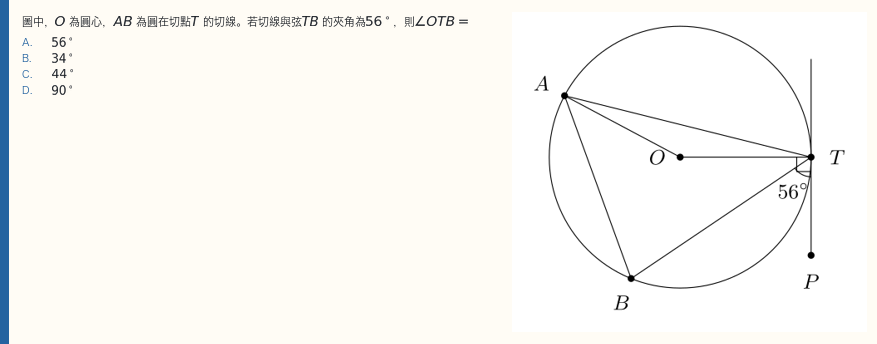 圖中，O 為圓心，AB 為圓在切點T 的切線。若切線與弦TB 的夾角為56°，則∠OTB =
A. 56°
B. 34°
C. 44°
D. 90°
A
O
T
56°
P
B